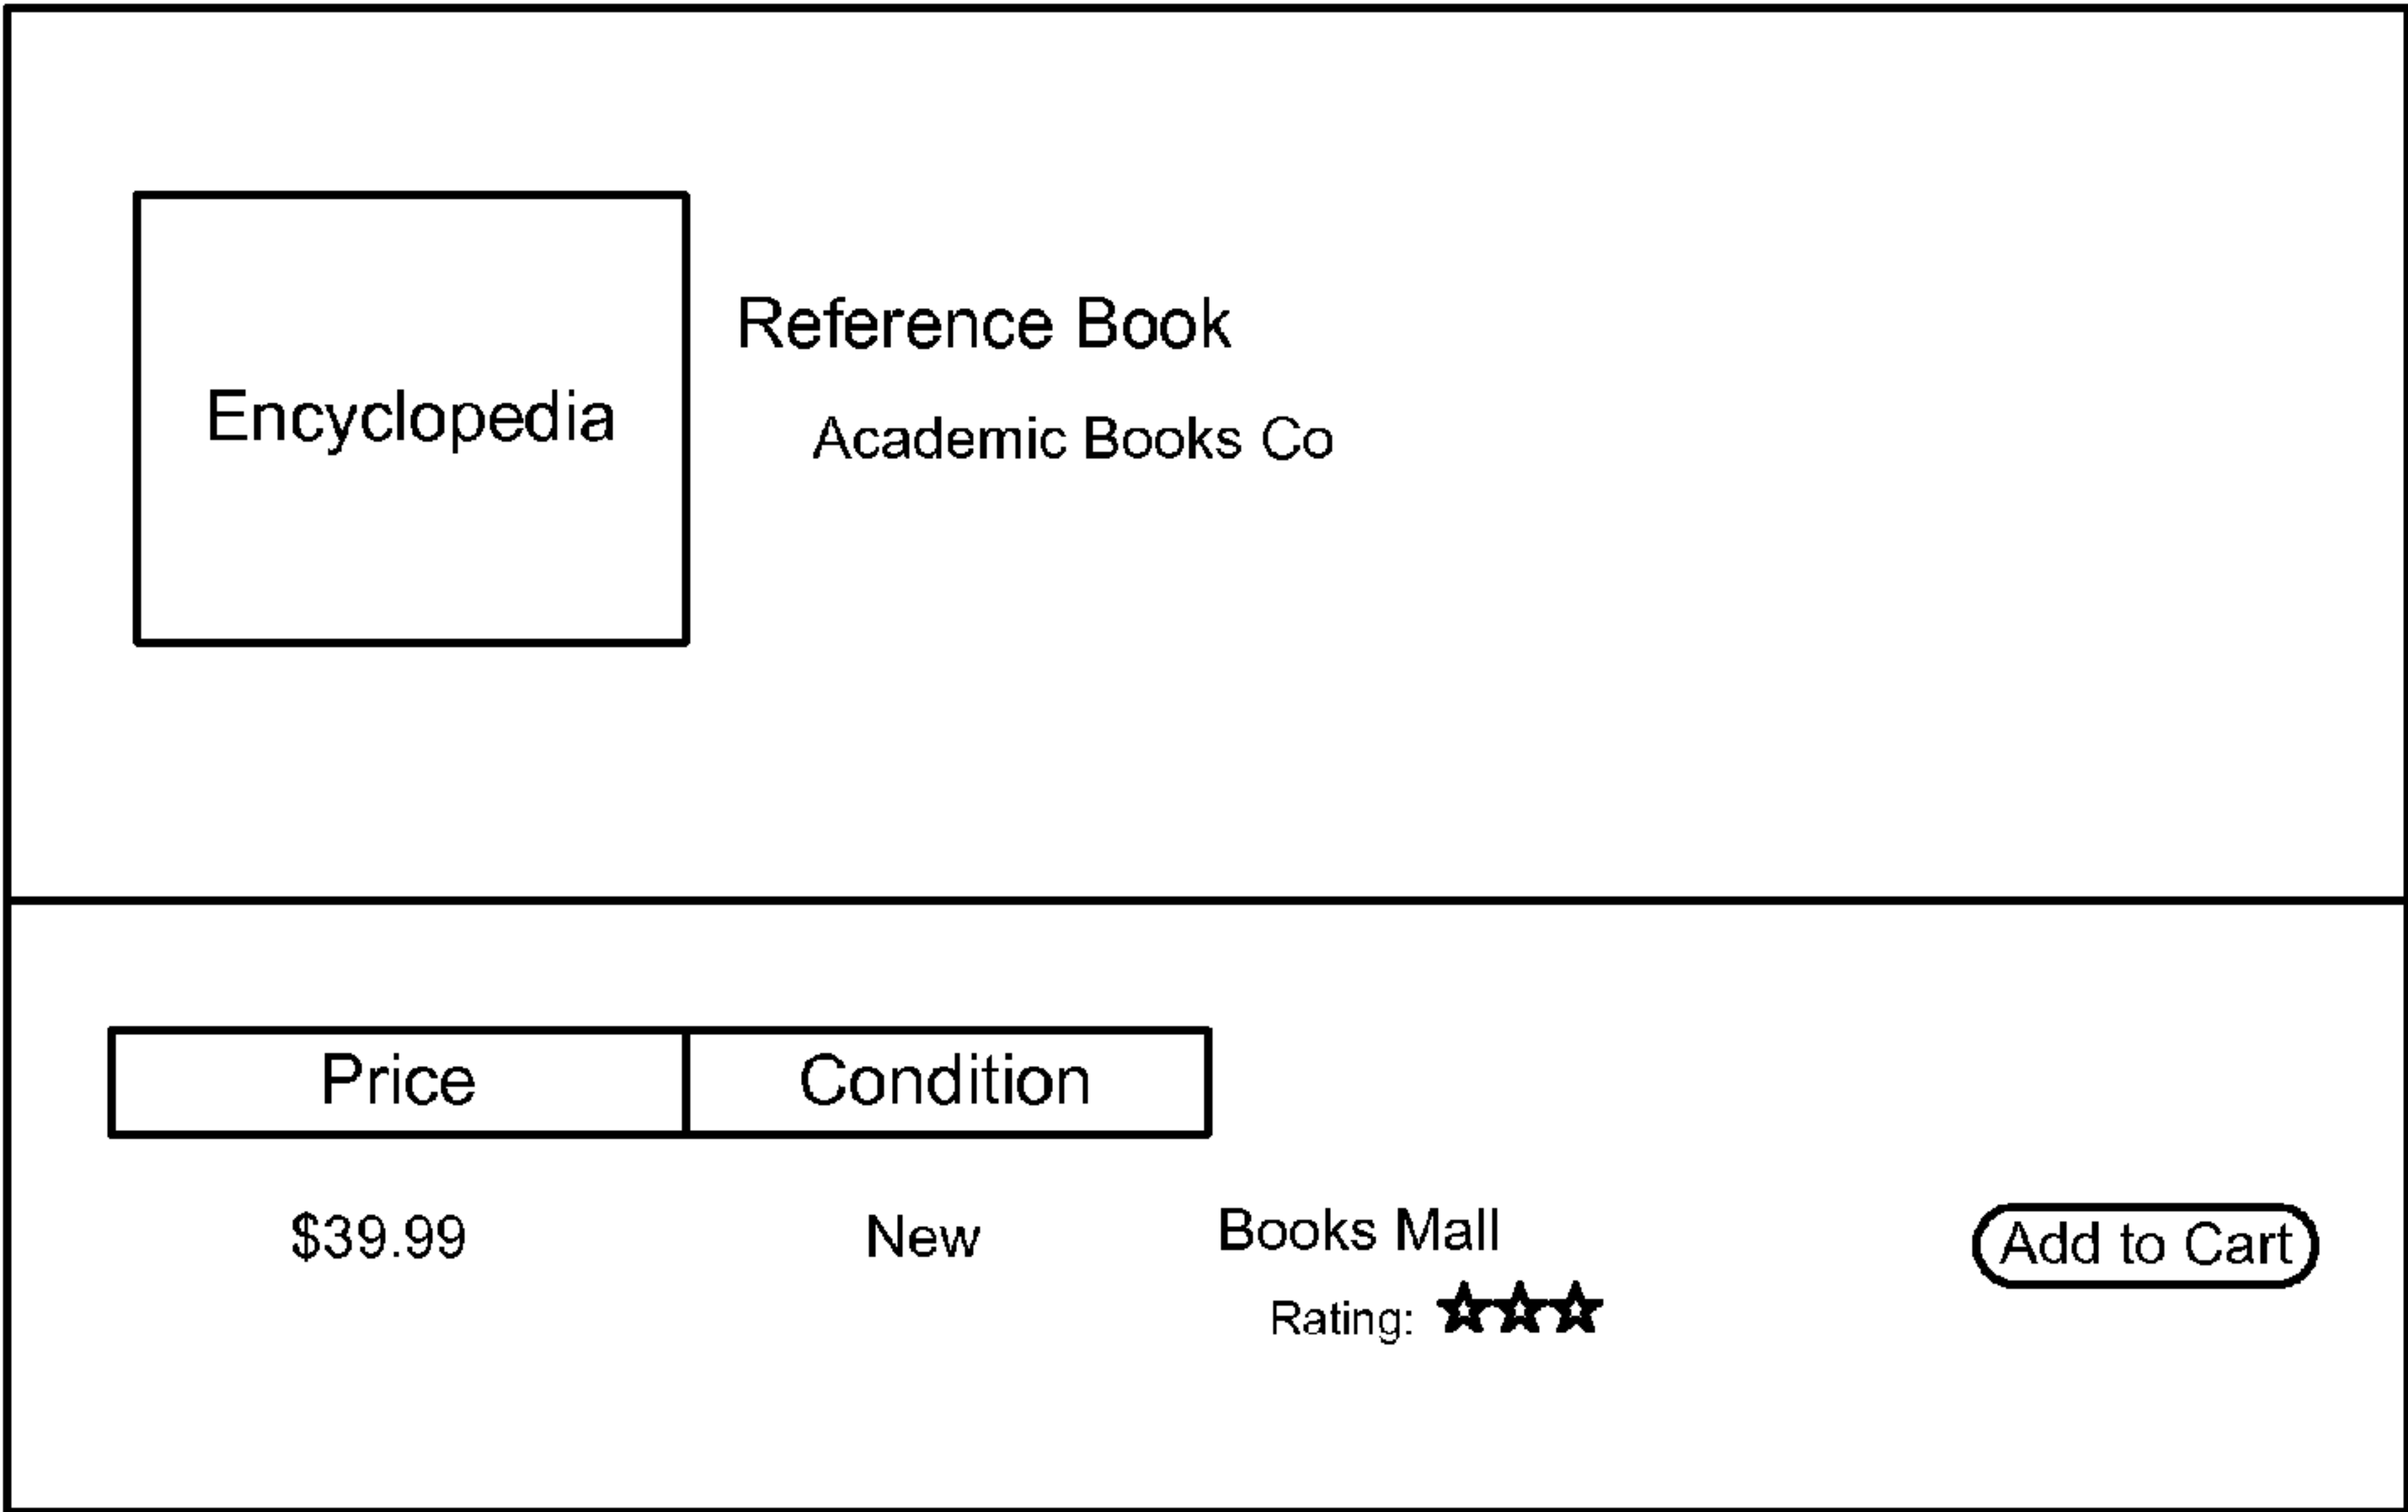 Encyclopedia
Reference Book
Academic Books Co
Price Condition
$39.99 New Books Mall Add to Cart
Rating: